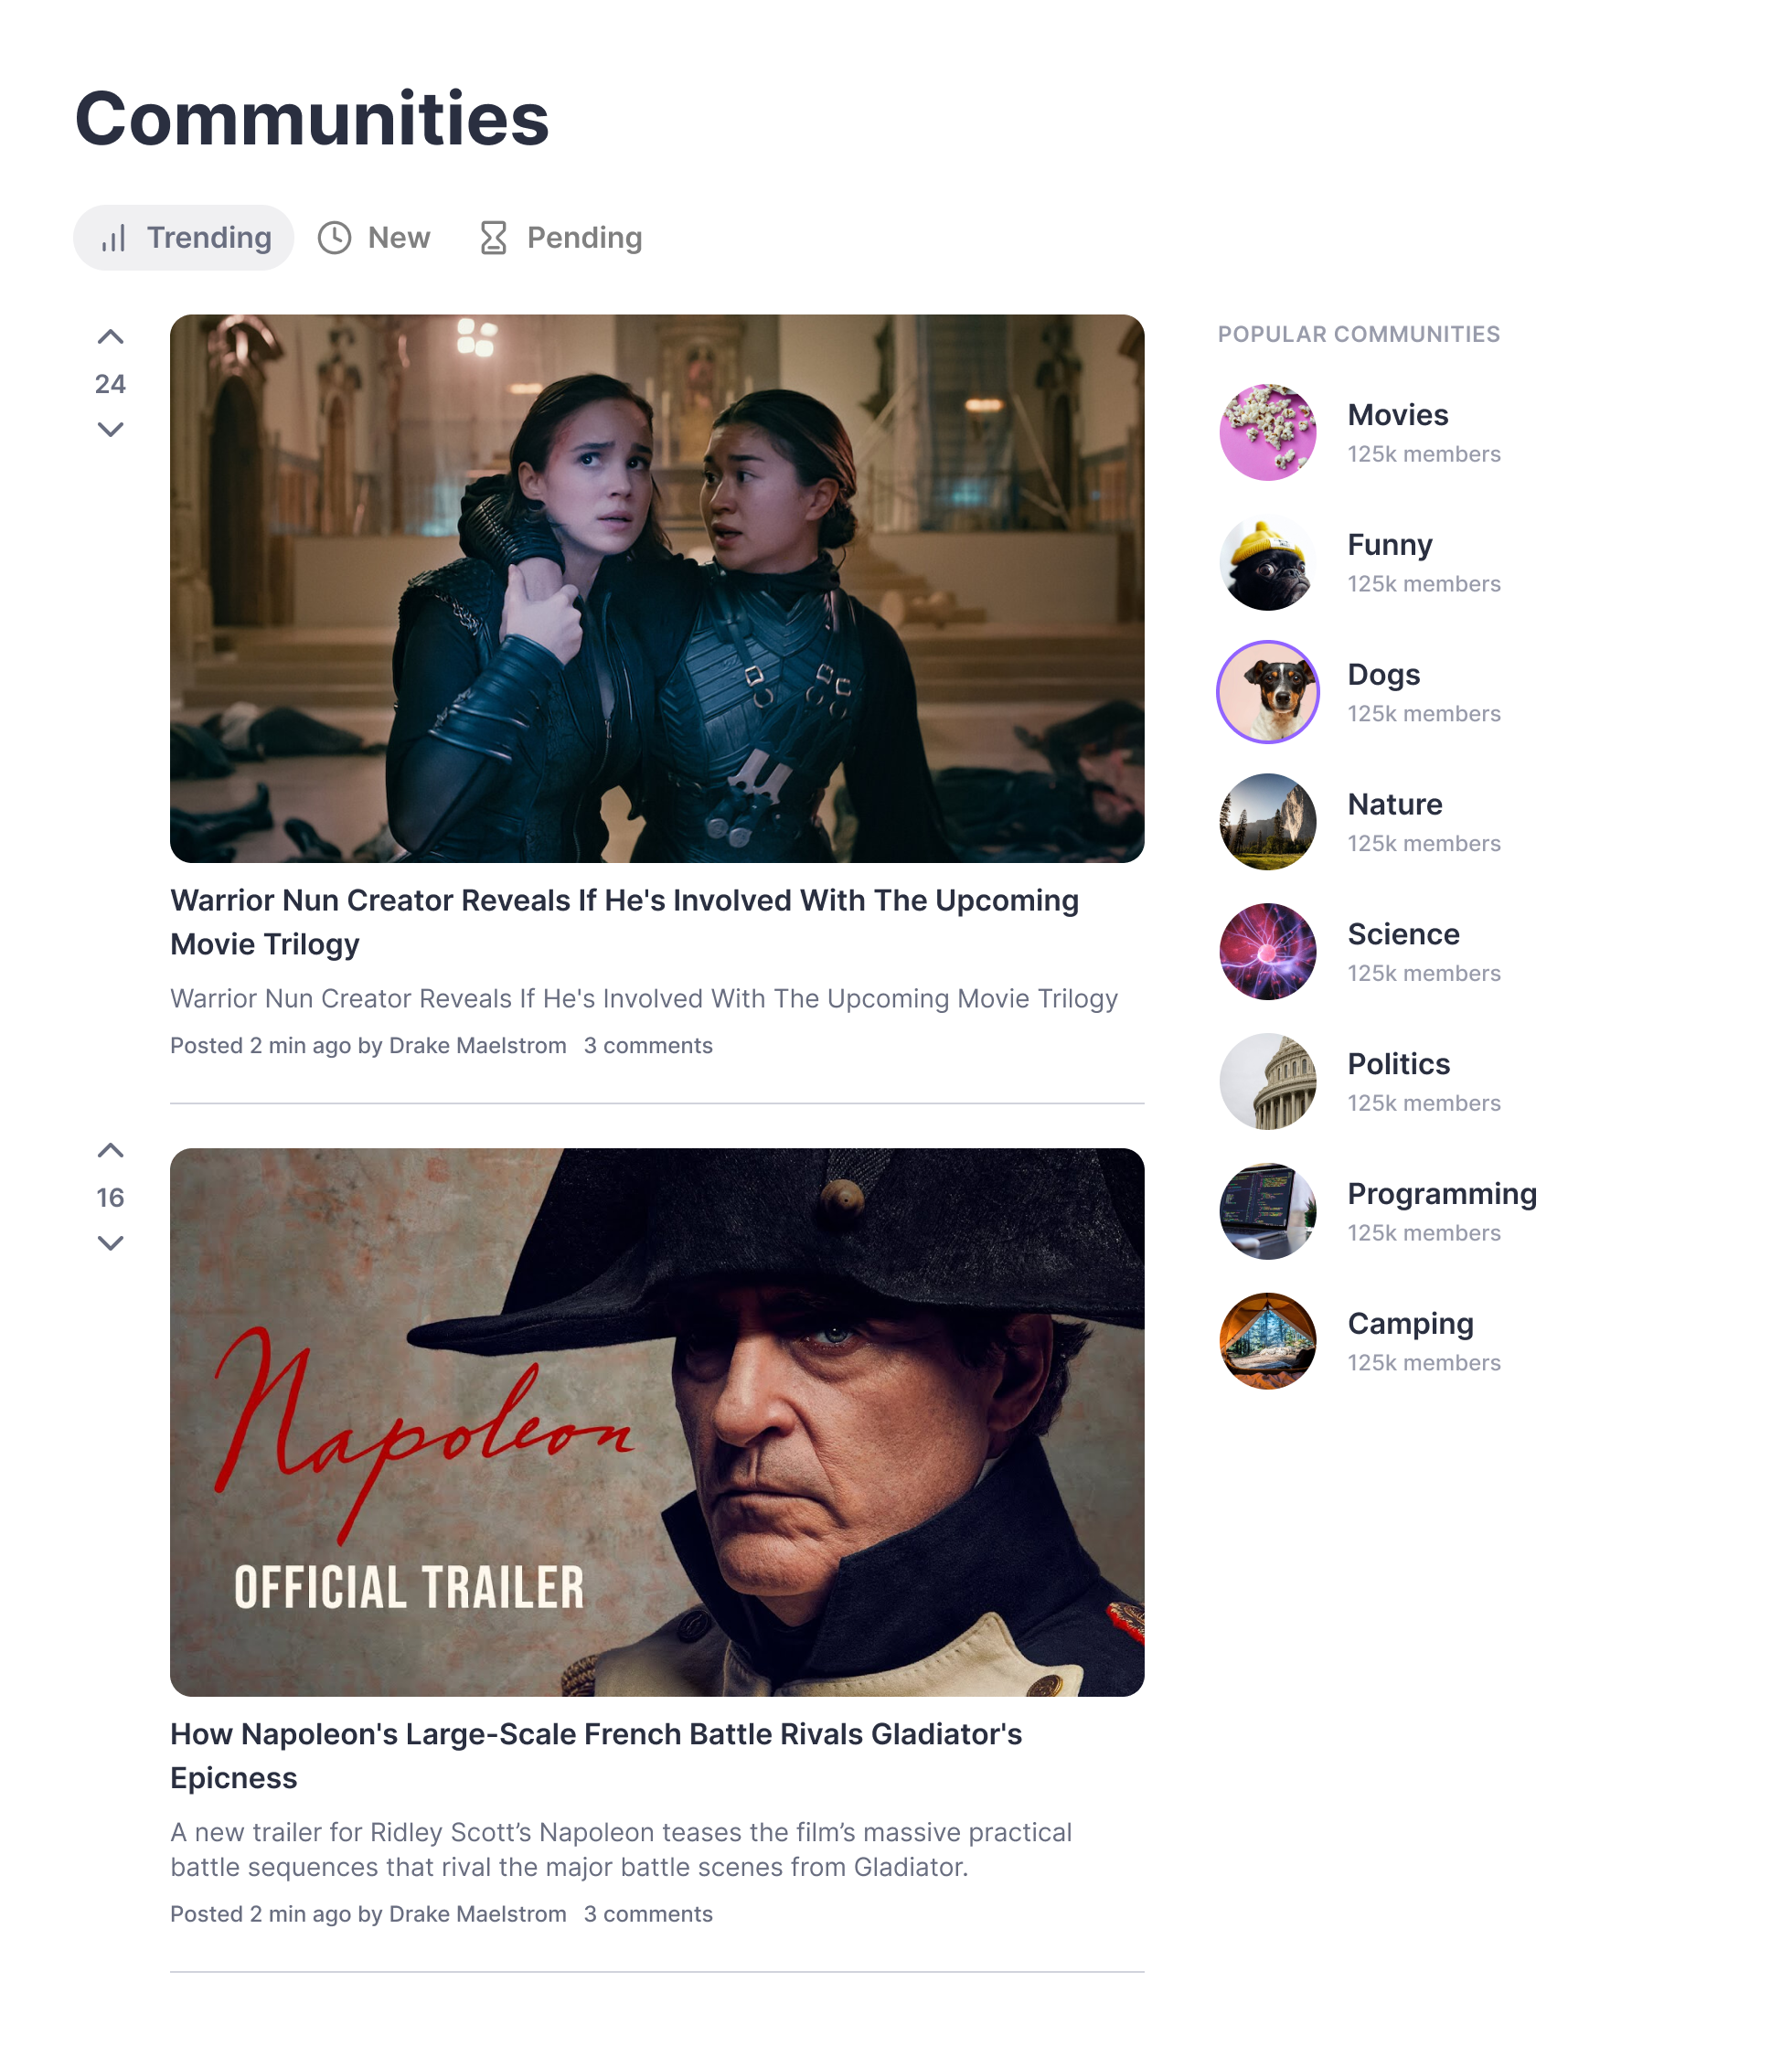 Communities
Trending
New
Pending
24
Warrior Nun Creator Reveals If He's Involved With The Upcoming
Movie Trilogy
Warrior Nun Creator Reveals If He's Involved With The Upcoming Movie Trilogy
Posted 2 min ago by Drake Maelstrom 3 comments
16
Napoleon
OFFICIAL TRAILER
How Napoleon's Large-Scale French Battle Rivals Gladiator's
Epicness
A new trailer for Ridley Scott’s Napoleon teases the film’s massive practical
battle sequences that rival the major battle scenes from Gladiator.
Posted 2 min ago by Drake Maelstrom 3 comments
POPULAR COMMUNITIES
Movies
125k members
Funny
125k members
Dogs
125k members
Nature
125k members
Science
125k members
Politics
125k members
Programming
125k members
Camping
125k members